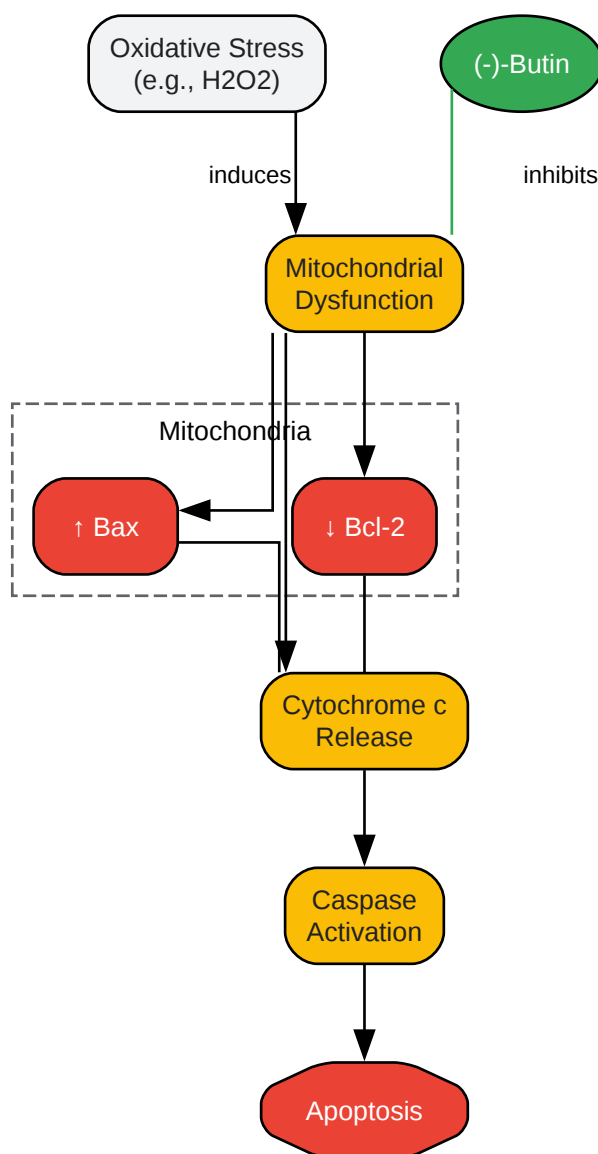 Oxidative Stress
(e.g., H2O2)
(-)-Butin
induces
inhibits
Mitochondrial
Dysfunction
Mitochondria
↑ Bax
↓ Bcl-2
Cytochrome c
Release
Caspase
Activation
Apoptosis